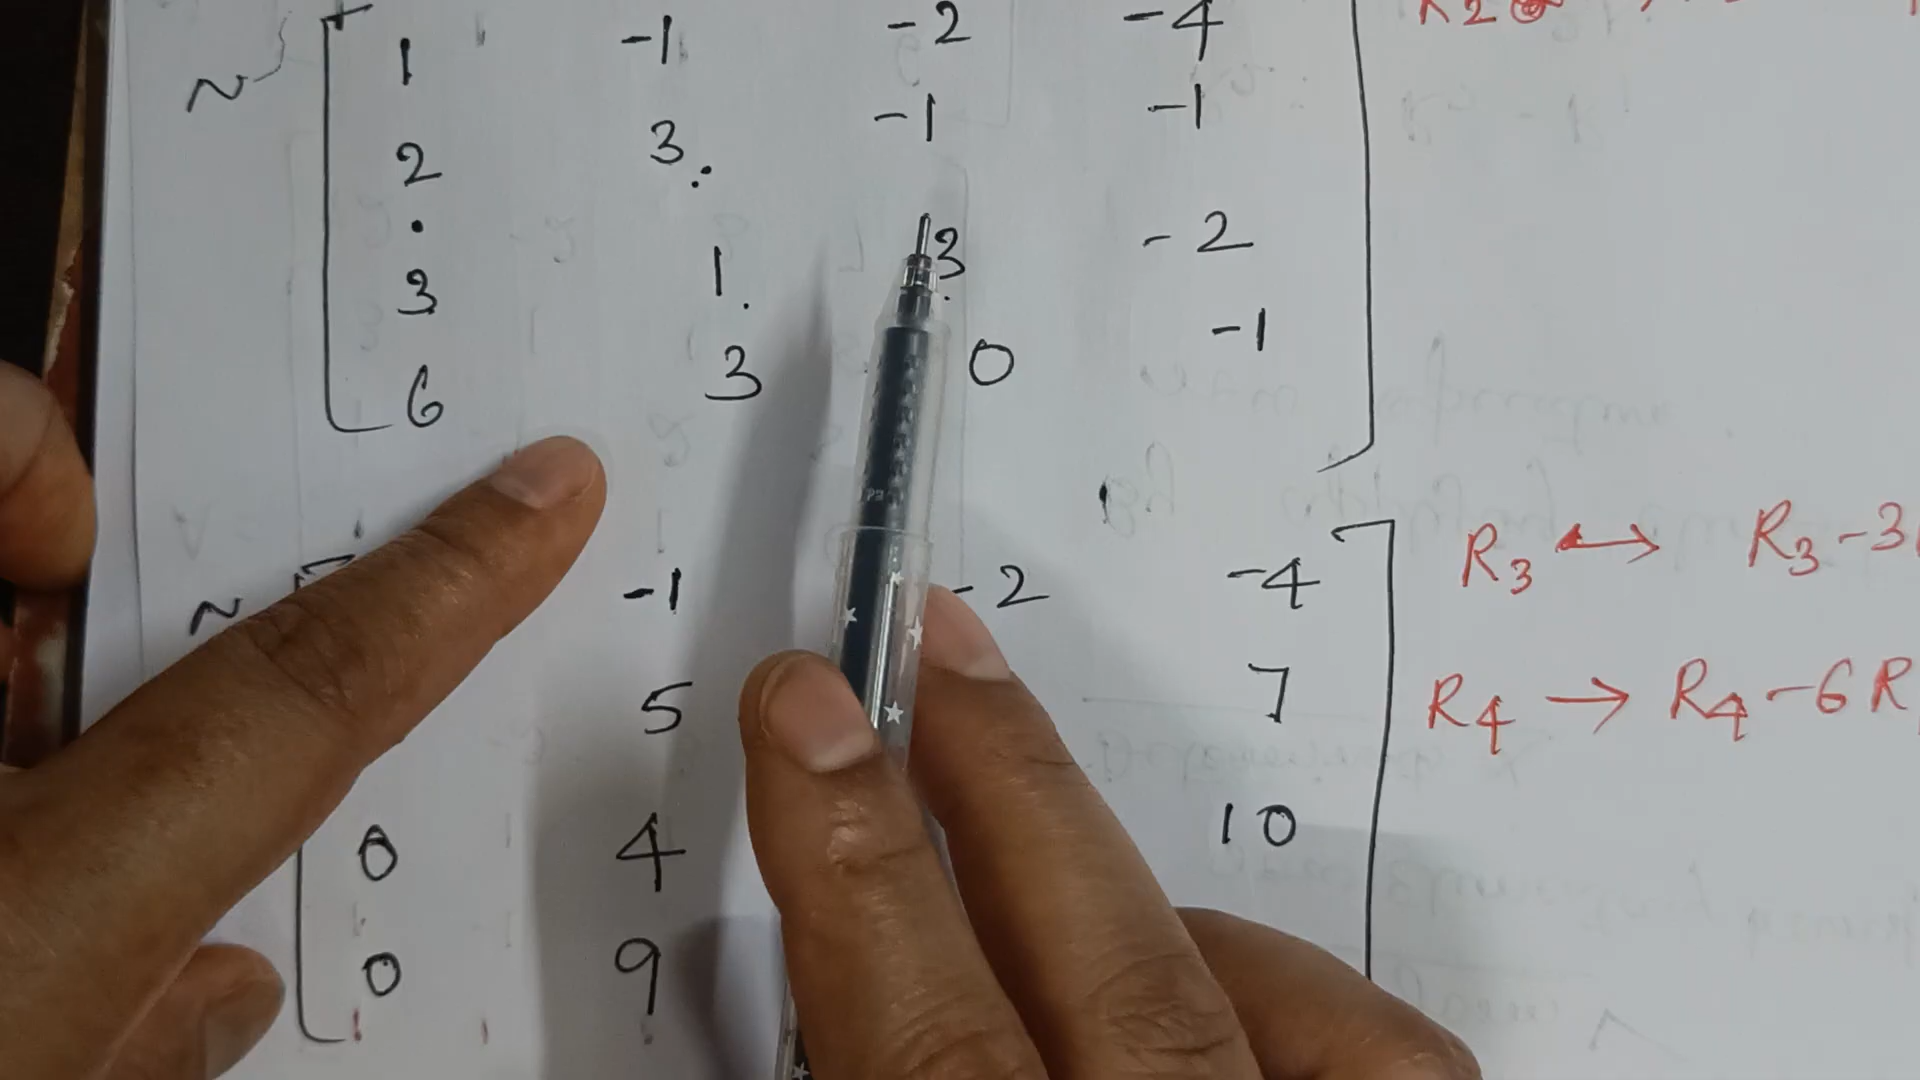 ~ 1 -1 -2 -4
2 3 -1 -1
3 1 3 -2
6 3 0 -1
~ -1 -2 -4 R3 ↔ R3-3
5 7 R4 → R4-6R
0 4 10
0 9